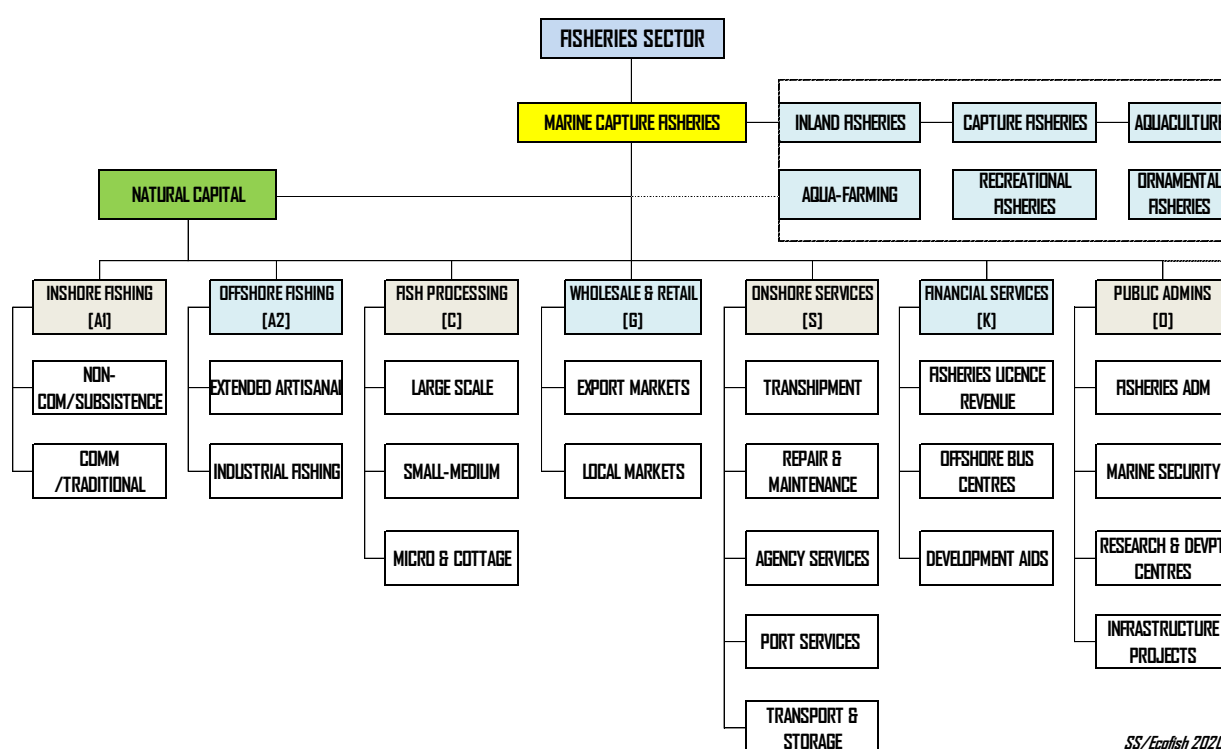 FISHERIES SECTOR
MARINE CAPTURE FISHERIES
INLAND FISHERIES
CAPTURE FISHERIES
AQUACULTURE
NATURAL CAPITAL
AQUA-FARMING
RECREATIONAL
FISHERIES
ORNAMENTAL
FISHERIES
INSHORE FISHING
[A1]
OFFSHORE FISHING
[A2]
FISH PROCESSING
[C]
WHOLESALE & RETAIL
[G]
ONSHORE SERVICES
[S]
FINANCIAL SERVICES
[K]
PUBLIC ADMINS
[O]
NON-
COM/SUBSISTENCE
EXTENDED ARTISANAL
LARGE SCALE
EXPORT MARKETS
TRANSHIPMENT
FISHERIES LICENCE
REVENUE
FISHERIES ADM
COMM
/TRADITIONAL
INDUSTRIAL FISHING
SMALL-MEDIUM
LOCAL MARKETS
REPAIR &
MAINTENANCE
OFFSHORE BUS
CENTRES
MARINE SECURITY
MICRO & COTTAGE
AGENCY SERVICES
DEVELOPMENT AIDS
RESEARCH & DEVPT
CENTRES
PORT SERVICES
INFRASTRUCTURE
PROJECTS
TRANSPORT &
STORAGE
SS/Ecofish 2020